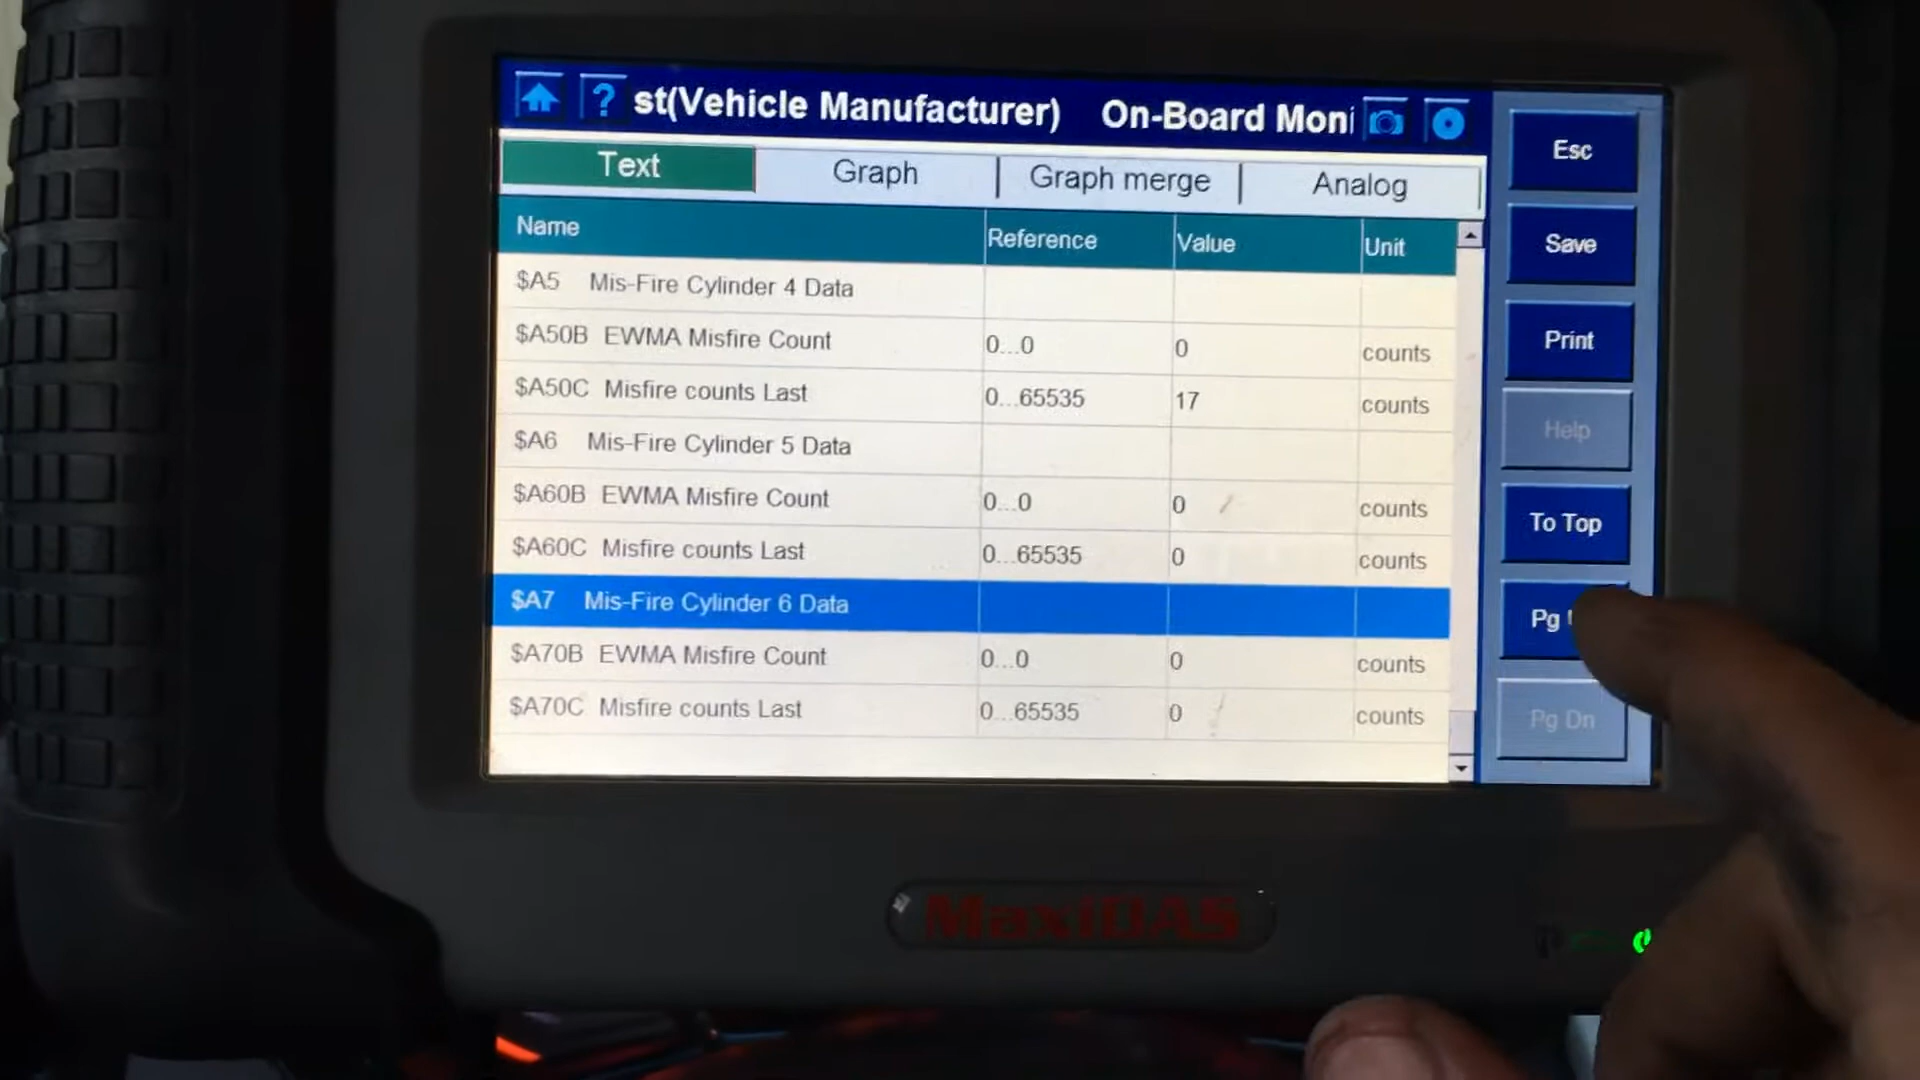 st(Vehicle Manufacturer) On-Board Moni
Text Graph Graph merge Analog
Name Reference Value Unit
$A5 Mis-Fire Cylinder 4 Data
$A50B EWMA Misfire Count 0...0 0 counts
$A50C Misfire counts Last 0...65535 17 counts
$A6 Mis-Fire Cylinder 5 Data
$A60B EWMA Misfire Count 0...0 0 counts
$A60C Misfire counts Last 0...65535 0 counts
$A7 Mis-Fire Cylinder 6 Data
$A70B EWMA Misfire Count 0...0 0 counts
$A70C Misfire counts Last 0...65535 0 counts
Esc
Save
Print
Help
To Top
Pg
Pg Dn
MaxiDAS